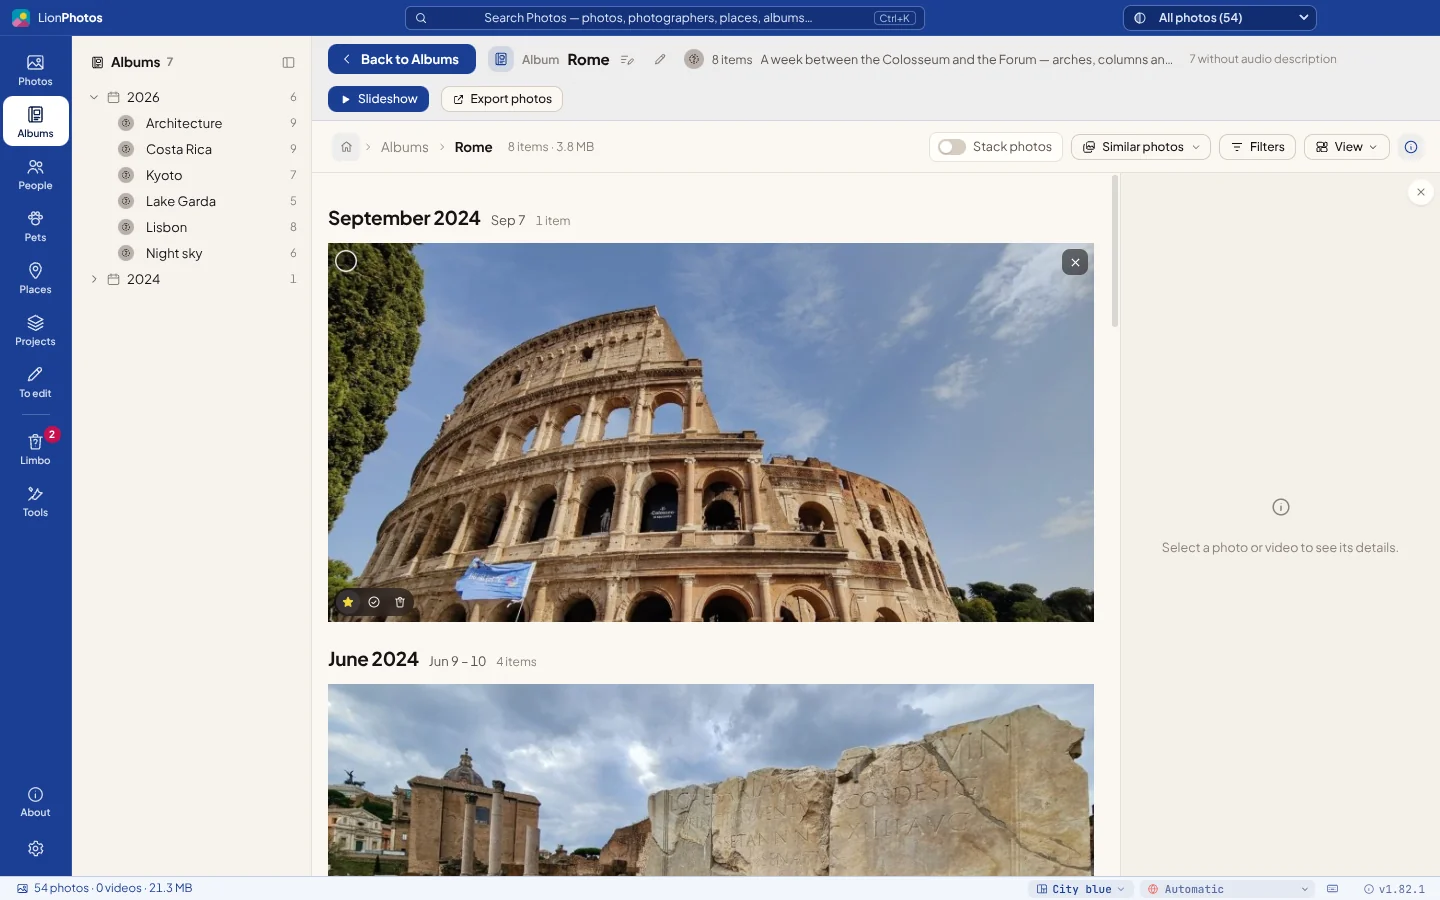 LionPhotos
Search Photos — photos, photographers, places, albums...
Ctrl+K
All photos (54)
Photos
Albums
People
Pets
Places
Projects
To edit
2
Limbo
Tools
About
Albums 7
2026 6
Architecture 9
Costa Rica 9
Kyoto 7
Lake Garda 5
Lisbon 8
Night sky 6
2024 1
Back to Albums
Album Rome
8 items A week between the Colosseum and the Forum — arches, columns an...
7 without audio description
Slideshow
Export photos
Albums
Rome
8 items · 3.8 MB
Stack photos
Similar photos
Filters
View
September 2024 Sep 7 1 item
June 2024 Jun 9 – 10 4 items
Select a photo or video to see its details.
54 photos · 0 videos · 21.3 MB
City blue
Automatic
v1.82.1